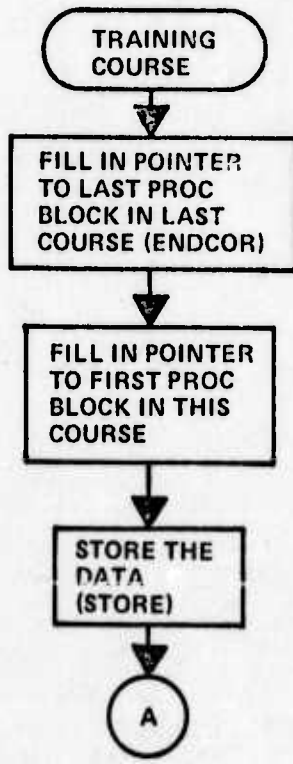 TRAINING
COURSE
FILL IN POINTER
TO LAST PROC
BLOCK IN LAST
COURSE (ENDCOR)
FILL IN POINTER
TO FIRST PROC
BLOCK IN THIS
COURSE
STORE THE
DATA
(STORE)
A